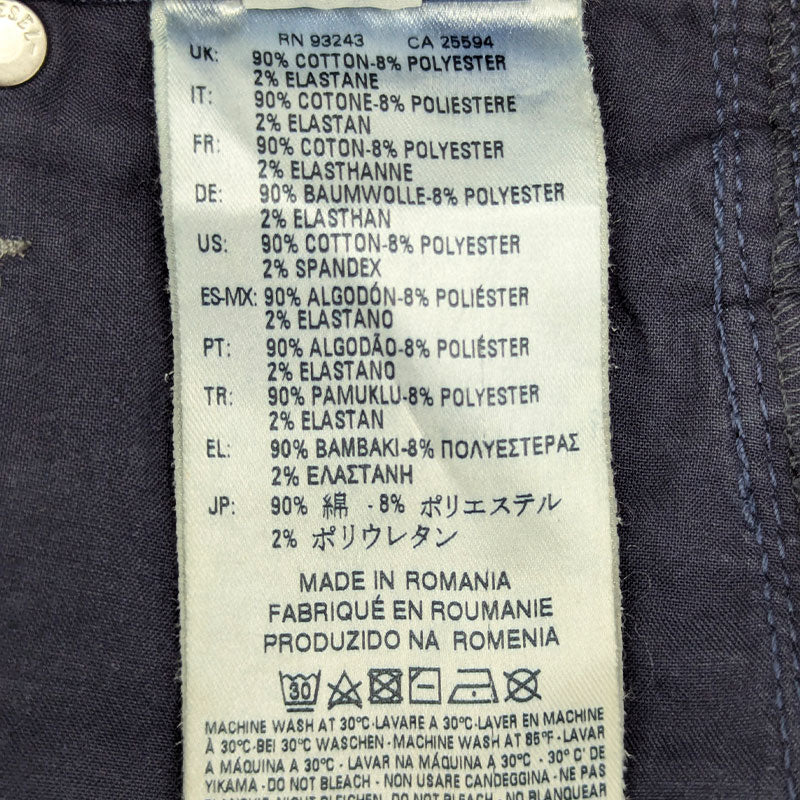 RN 93243 CA 25594
UK: 90% COTTON-8% POLYESTER
2% ELASTANE
IT: 90% COTONE-8% POLIESTERE
2% ELASTAN
FR: 90% COTON-8% POLYESTER
2% ELASTHANNE
DE: 90% BAUMWOLLE-8% POLYESTER
2% ELASTHAN
US: 90% COTTON-8% POLYESTER
2% SPANDEX
ES-MX: 90% ALGODÓN-8% POLIÉSTER
2% ELASTANO
PT: 90% ALGODÃO-8% POLIÉSTER
2% ELASTANO
TR: 90% PAMUKLU-8% POLYESTER
2% ELASTAN
EL: 90% ΒΑΜΒΑΚΙ-8% ΠΟΛΥΕΣΤΕΡΑΣ
2% ΕΛΑΣΤΑΝΗ
JP: 90% 綿 - 8% ポリエステル
2% ポリウレタン
MADE IN ROMANIA
FABRIQUÉ EN ROUMANIE
PRODUZIDO NA ROMENIA
30
MACHINE WASH AT 30°C-LAVARE A 30°C-LAVER EN MACHINE
À 30°C-BEI 30°C WASCHEN-MACHINE WASH AT 85°F-LAVAR
A MÁQUINA A 30°C - LAVAR NA MÁQUINA A 30°C - 30° C' DE
YIKAMA - DO NOT BLEACH - NON USARE CANDEGGINA - NE PAS